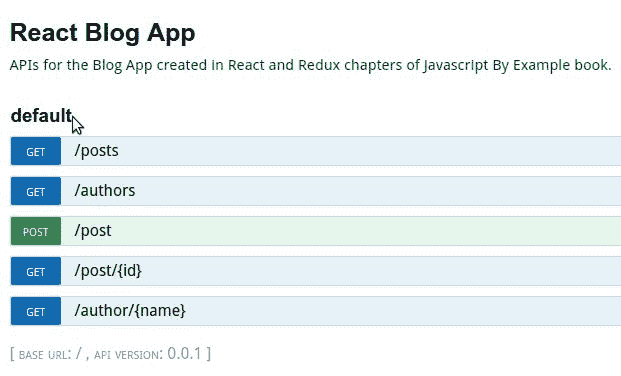 React Blog App
APIs for the Blog App created in React and Redux chapters of Javascript By Example book.
default
GET /posts
GET /authors
POST /post
GET /post/{id}
GET /author/{name}
[ BASE URL: / , API VERSION: 0.0.1 ]